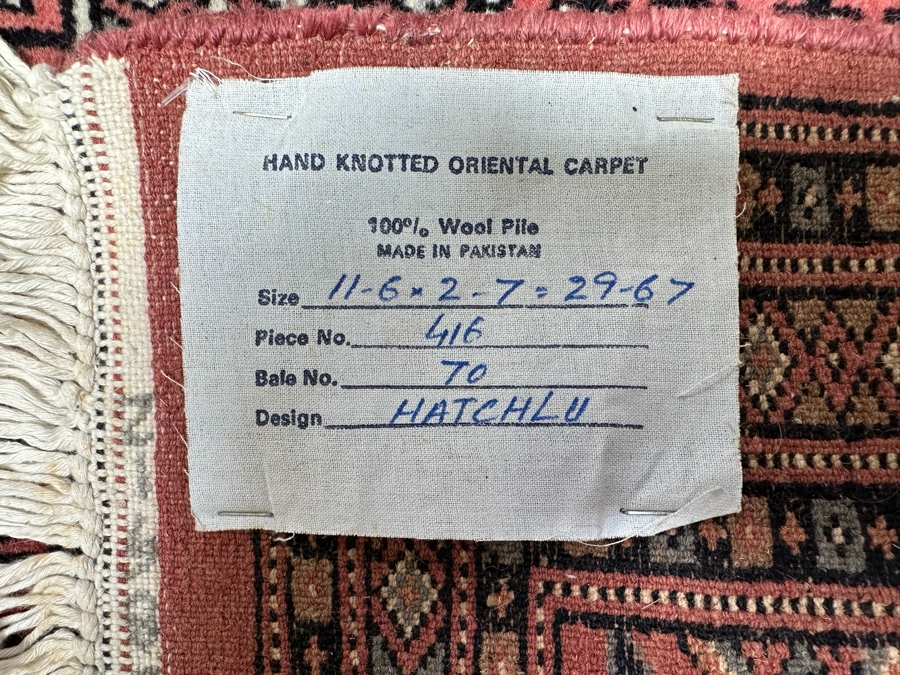 HAND KNOTTED ORIENTAL CARPET
100% Wool Pile
MADE IN PAKISTAN
Size 11-6 × 2-7 = 29-67
Piece No. 416
Bale No. 70
Design HATCHLU